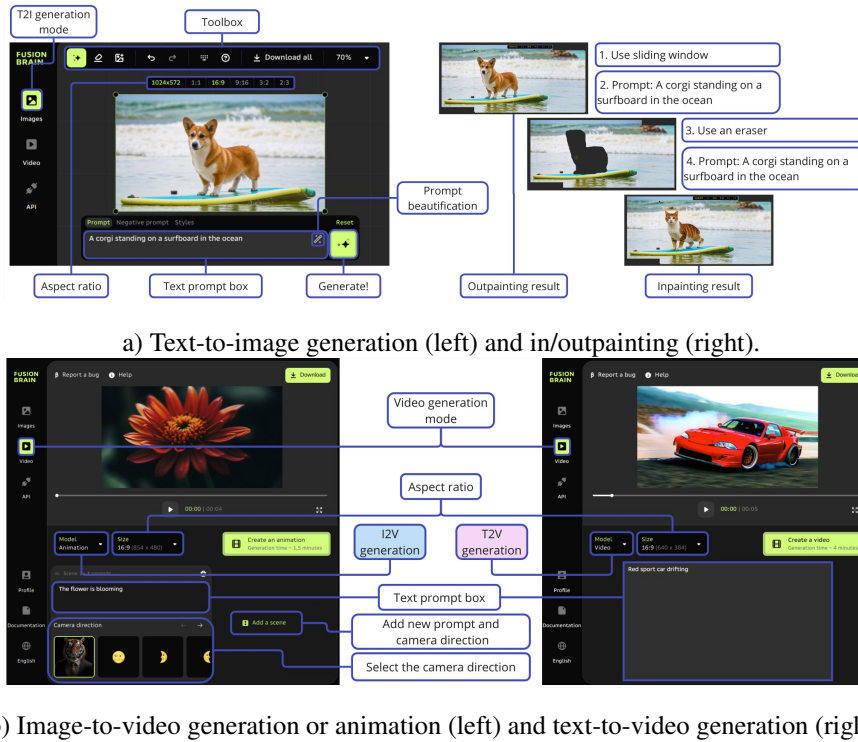 T2I generation
mode
Toolbox
FUSION
BRAIN
Download all
70%
1024x572 1:1 16:9 9:16 3:2 2:3
Images
Video
API
Prompt Negative prompt Styles
Reset
A corgi standing on a surfboard in the ocean
Prompt
beautification
Aspect ratio
Text prompt box
Generate!
1. Use sliding window
2. Prompt: A corgi standing on a
surfboard in the ocean
3. Use an eraser
4. Prompt: A corgi standing on a
surfboard in the ocean
Outpainting result
Inpainting result
a) Text-to-image generation (left) and in/outpainting (right).
FUSION
BRAIN
β Report a bug
Help
Download
Images
Video
API
00:00 | 00:04
Model
Animation
Size
16:9 (854 x 480)
Create an animation
Generation time ~ 1,5 minutes
The flower is blooming
Camera direction
Add a scene
Profile
Documentation
English
Video generation
mode
Aspect ratio
I2V
generation
T2V
generation
Text prompt box
Add new prompt and
camera direction
Select the camera direction
FUSION
BRAIN
β Report a bug
Help
Download
Images
Video
API
00:00 | 00:05
Model
Video
Size
16:9 (640 x 384)
Create a video
Generation time ~ 4 minutes
Red sport car drifting
Profile
Documentation
English
) Image-to-video generation or animation (left) and text-to-video generation (righ